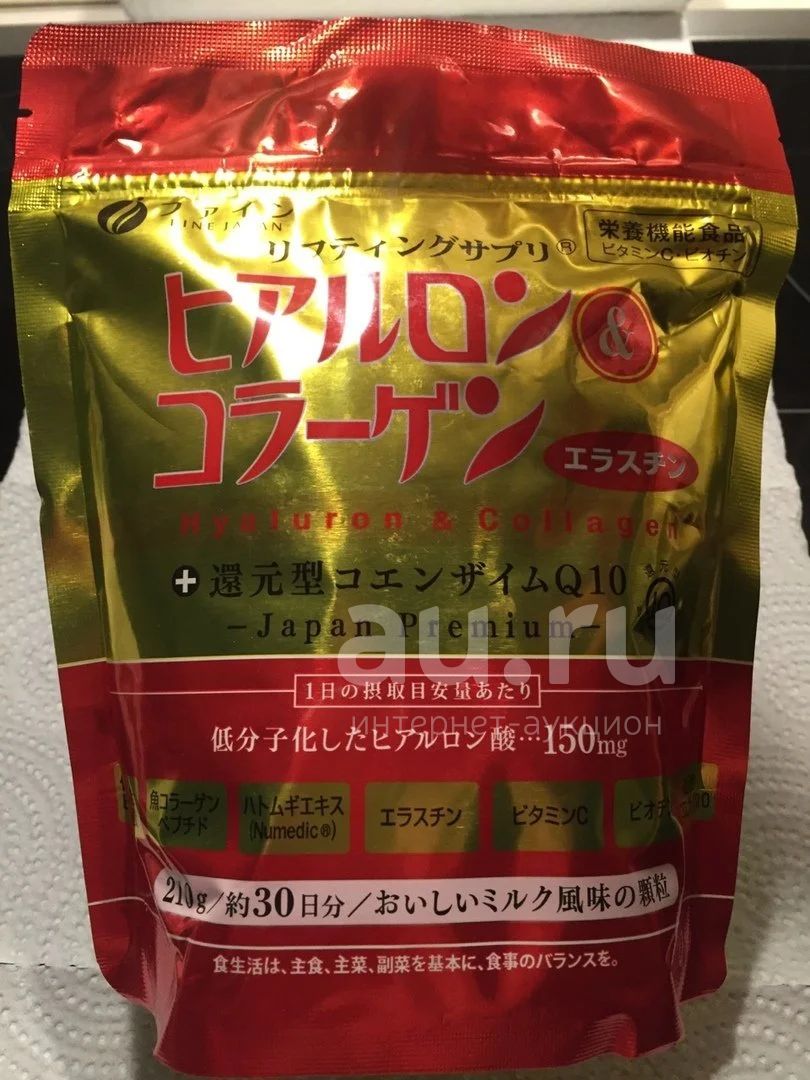 ファイン
FINE JAPAN
リフティングサプリ®
栄養機能食品
ビタミンC・ビオチン
ヒアルロン&
コラーゲン
エラスチン
Hyaluron & Collagen
+還元型コエンザイムQ10
-Japan Premium-
au.ru
интернет-аукцион
1日の摂取目安量あたり
低分子化したヒアルロン酸…150mg
魚コラーゲン
ペプチド
ハトムギエキス
(Numedic®)
エラスチン
ビタミンC
ビオチン
210g/約30日分/おいしいミルク風味の顆粒
食生活は、主食、主菜、副菜を基本に、食事のバランスを。